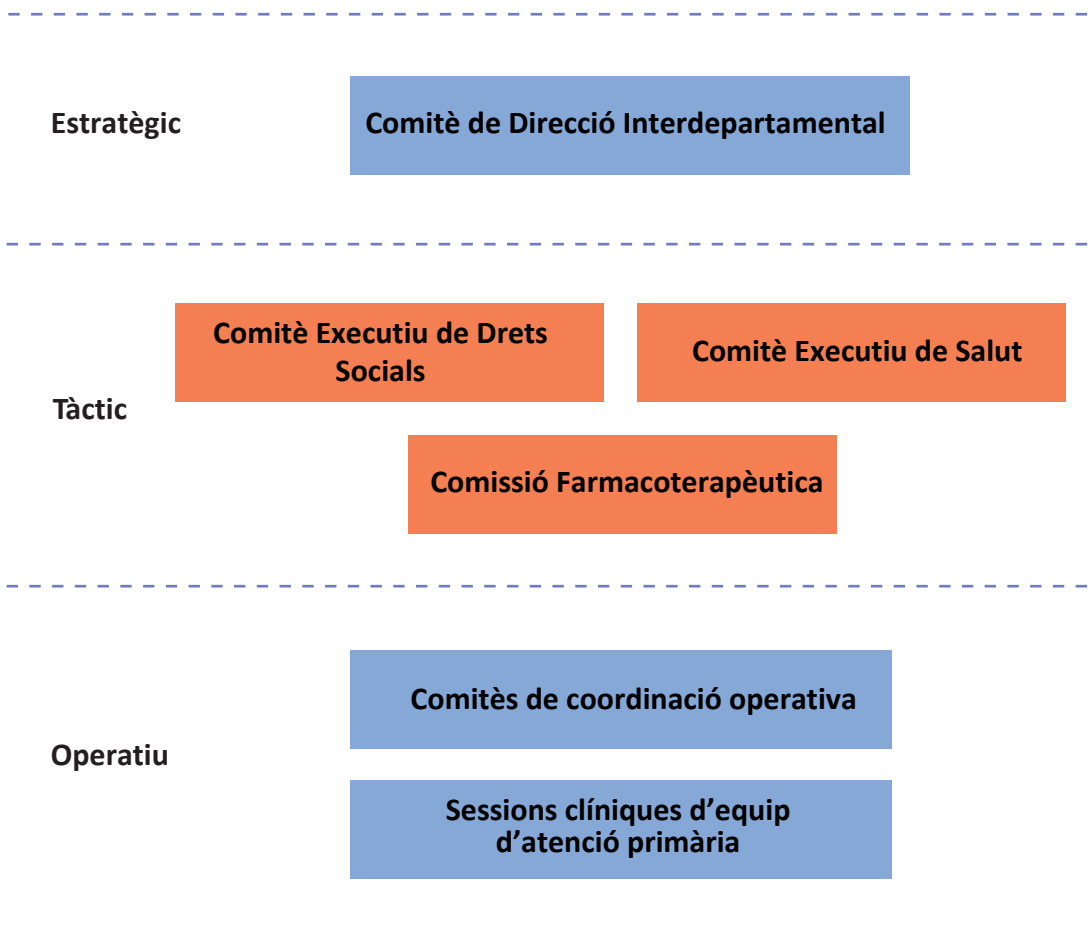 Estratègic
Comitè de Direcció Interdepartamental
Comitè Executiu de Drets
Socials
Comitè Executiu de Salut
Tàctic
Comissió Farmacoterapèutica
Comitès de coordinació operativa
Operatiu
Sessions clíniques d’equip
d’atenció primària